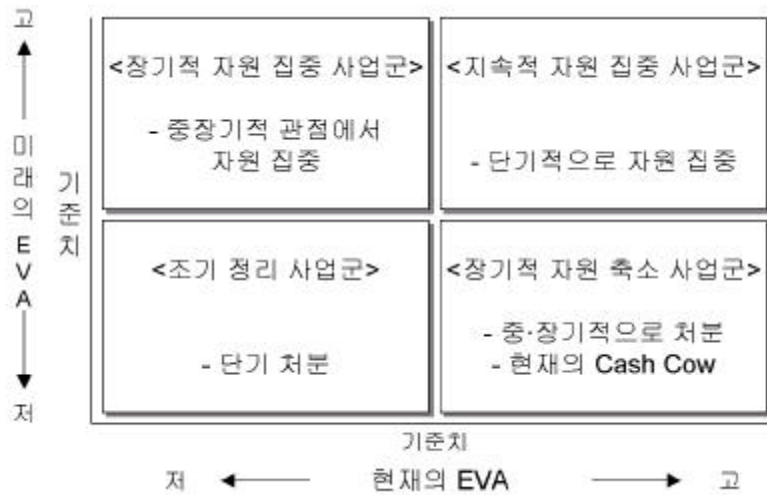 고
<장기적 자원 집중 사업군>
- 중장기적 관점에서
자원 집중
<지속적 자원 집중 사업군>
- 단기적으로 자원 집중
미래의 EVA
기준치
<조기 정리 사업군>
- 단기 처분
<장기적 자원 축소 사업군>
- 중·장기적으로 처분
- 현재의 Cash Cow
저
기준치
저
현재의 EVA
고